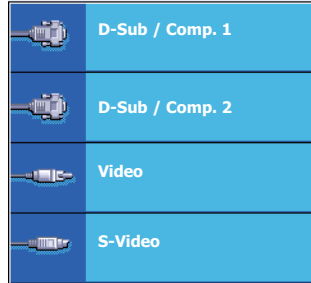 D-Sub / Comp. 1
D-Sub / Comp. 2
Video
S-Video